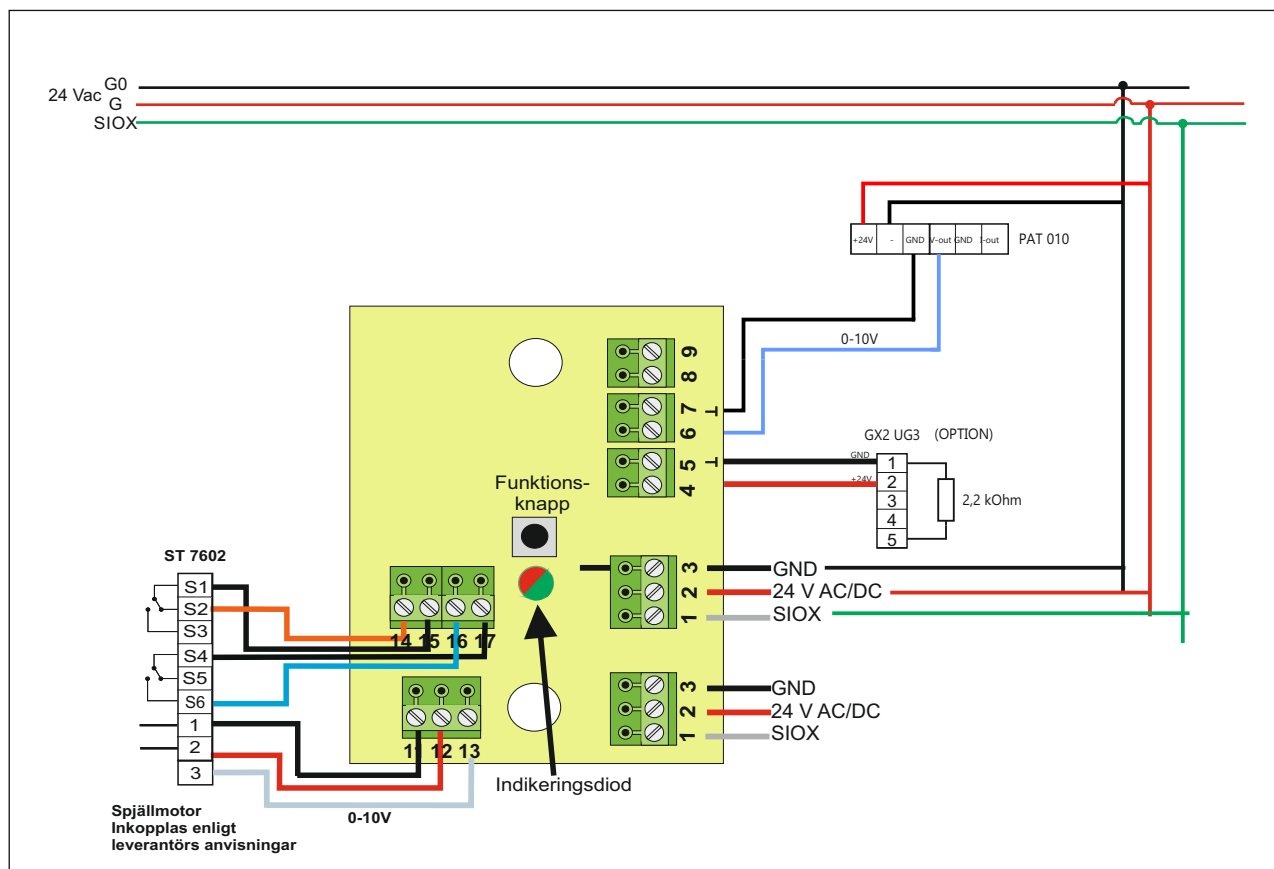 24 Vac G0
G
SIOX
+24V - GND V-out GND I-out PAT 010
0-10V
9
8
7 ⊥
6
5 ⊥
4
GX2 UG3 (OPTION)
GND
+24V
1
2
3
4
5
2,2 kOhm
Funktions-
knapp
ST 7602
S1
S2
S3
S4
S5
S6
1
2
3
14 15 16 17
11 12 13
3 GND
2 24 V AC/DC
1 SIOX
3 GND
2 24 V AC/DC
1 SIOX
Indikeringsdiod
0-10V
Spjällmotor
Inkopplas enligt
leverantörs anvisningar